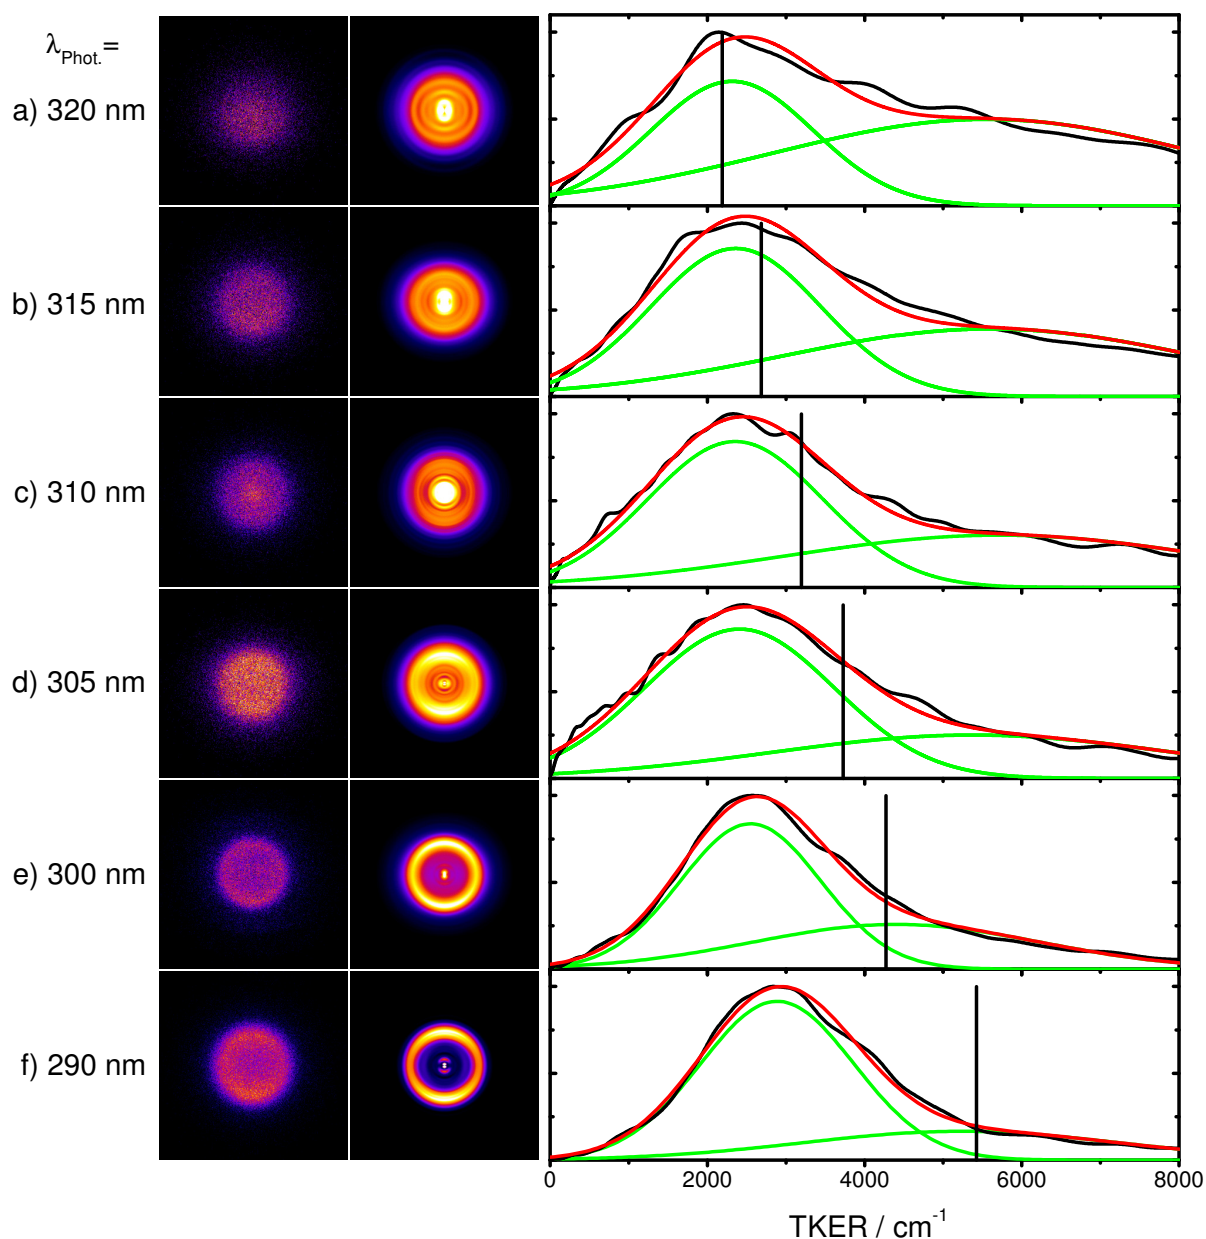 λPhot.=
a) 320 nm
b) 315 nm
c) 310 nm
d) 305 nm
e) 300 nm
f) 290 nm
0 2000 4000 6000 8000
TKER / cm-1